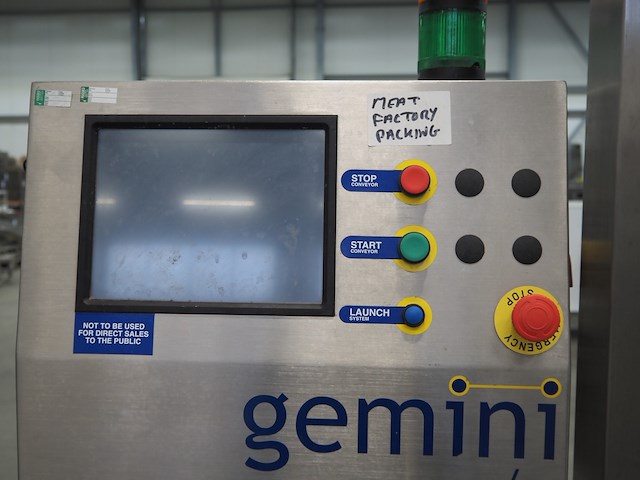 MEAT
FACTORY
PACKING
STOP
CONVEYOR
START
CONVEYOR
LAUNCH
SYSTEM
EMERGENCY
STOP
NOT TO BE USED
FOR DIRECT SALES
TO THE PUBLIC
gemini